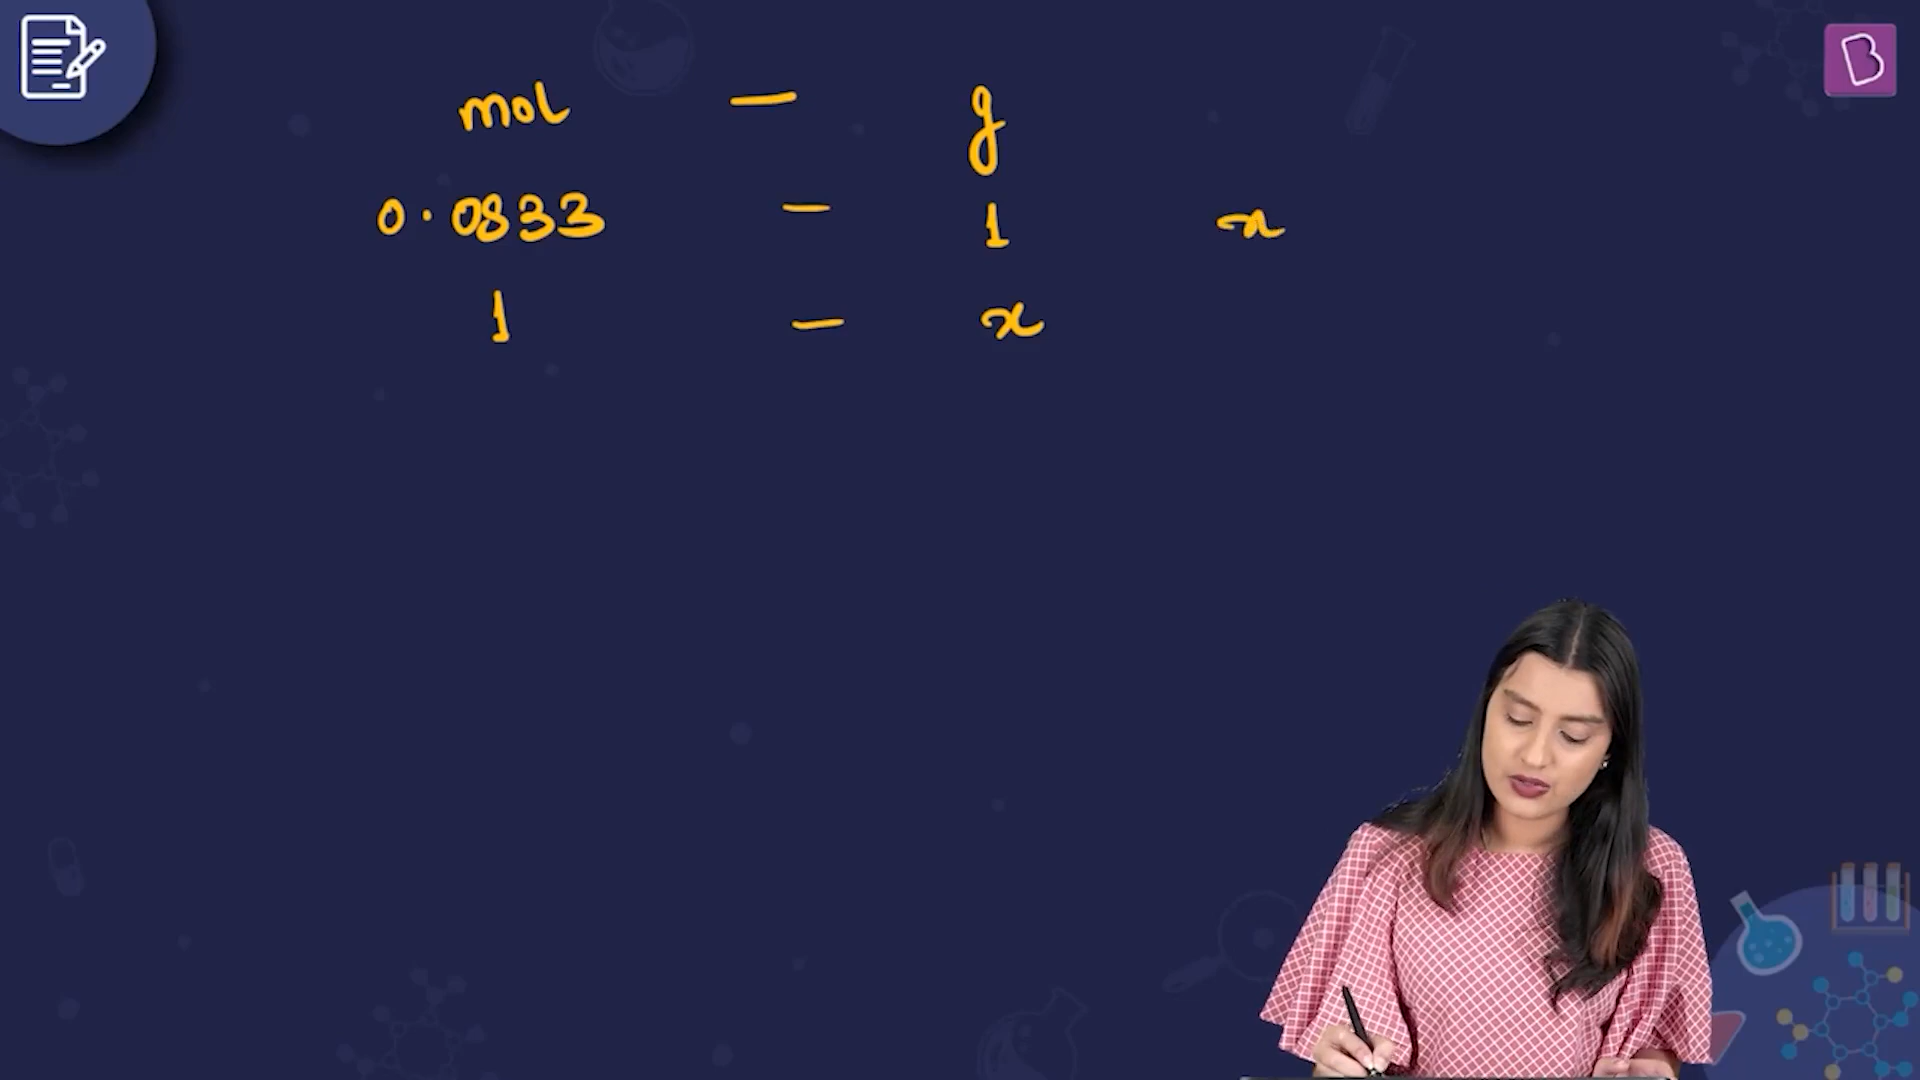 mol — g
0.0833 — 1 x
1 — x
B